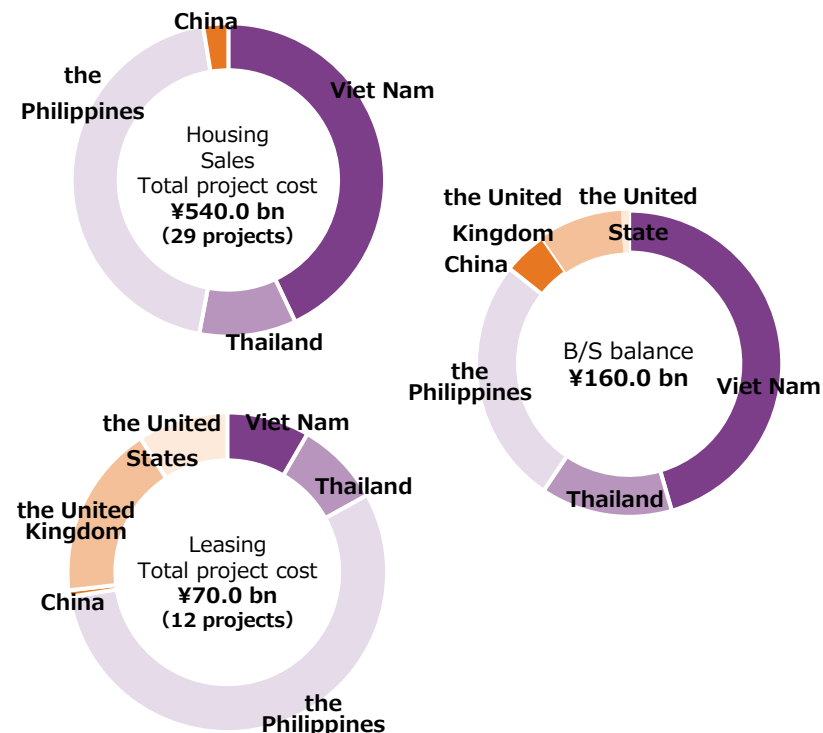 China
the
Philippines
Viet Nam
Housing
Sales
Total project cost
¥540.0 bn
(29 projects)
Thailand
the United
Kingdom
the United
State
China
the
Philippines
B/S balance
¥160.0 bn
Viet Nam
Thailand
the United
States
Viet Nam
Thailand
the United
Kingdom
Leasing
Total project cost
¥70.0 bn
(12 projects)
China
the
Philippines